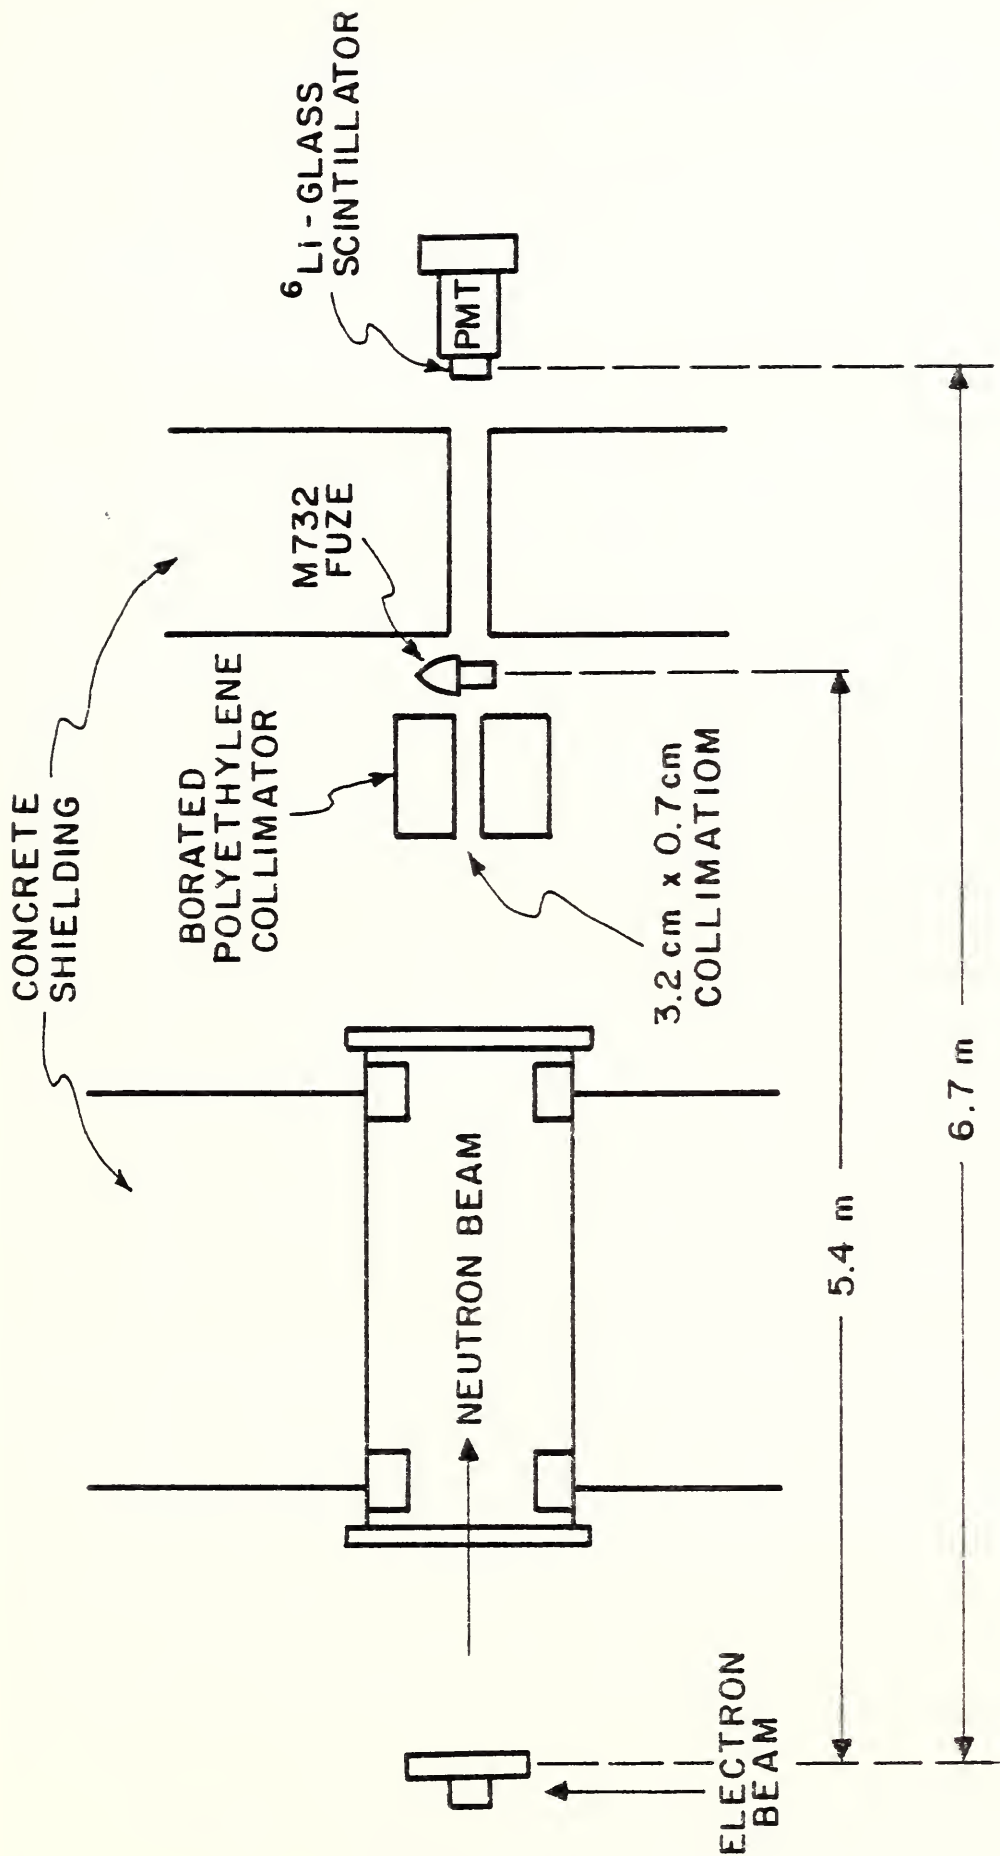 CONCRETE
SHIELDING
⁶Li-GLASS
SCINTILLATOR
PMT
M732
FUZE
BORATED
POLYETHYLENE
COLLIMATOR
3.2 cm x 0.7cm
COLLIMATIOM
NEUTRON BEAM
ELECTRON
BEAM
5.4 m
6.7 m